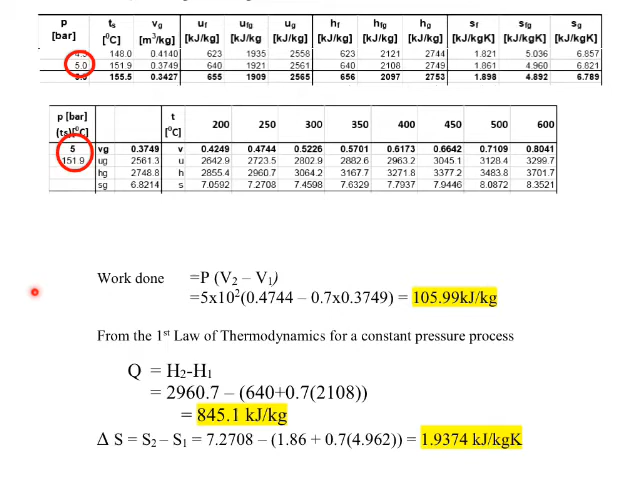 p ts vg uf ufg ug hf hfg hg sf sfg sg
[bar] [⁰C] [m³/kg] [kJ/kg] [kJ/kg [kJ/kg] [kJ/kg] [kJ/kg] [kJ/kg] [kJ/kgK] [kJ/kgK] [kJ/kgK]
148.0 0.4140 623 1935 2558 623 2121 2744 1.821 5.036 6.857
5.0 151.9 0.3749 640 1921 2561 640 2108 2749 1.861 4.960 6.821
155.5 0.3427 655 1909 2565 656 2097 2753 1.898 4.892 6.789
p [bar] t 200 250 300 350 400 450 500 600
(ts)[⁰C] [⁰C]
5 vg 0.3749 v 0.4249 0.4744 0.5226 0.5701 0.6173 0.6642 0.7109 0.8041
151.9 ug 2561.3 u 2642.9 2723.5 2802.9 2882.6 2963.2 3045.1 3128.4 3299.7
hg 2748.8 h 2855.4 2960.7 3064.2 3167.7 3271.8 3377.2 3483.8 3701.7
sg 6.8214 s 7.0592 7.2708 7.4598 7.6329 7.7937 7.9446 8.0872 8.3521
Work done =P (V₂ – V₁)
=5x10²(0.4744 – 0.7x0.3749) = 105.99kJ/kg
From the 1st Law of Thermodynamics for a constant pressure process
Q = H₂-H₁
= 2960.7 – (640+0.7(2108))
= 845.1 kJ/kg
Δ S = S₂ – S₁ = 7.2708 – (1.86 + 0.7(4.962)) = 1.9374 kJ/kgK